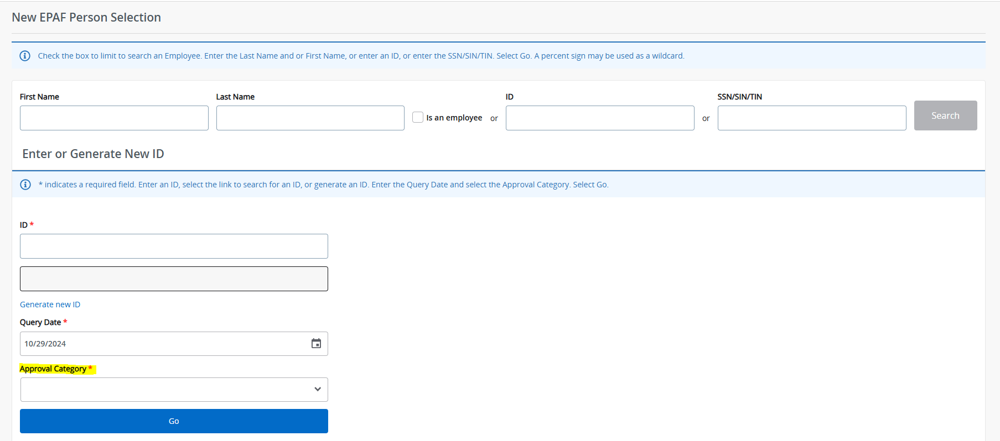 New EPAF Person Selection
Check the box to limit to search an Employee. Enter the Last Name and or First Name, or enter an ID, or enter the SSN/SIN/TIN. Select Go. A percent sign may be used as a wildcard.
First Name
Last Name
Is an employee
or
ID
or
SSN/SIN/TIN
Search
Enter or Generate New ID
* indicates a required field. Enter an ID, select the link to search for an ID, or generate an ID. Enter the Query Date and select the Approval Category. Select Go.
ID *
Generate new ID
Query Date *
10/29/2024
Approval Category *
Go